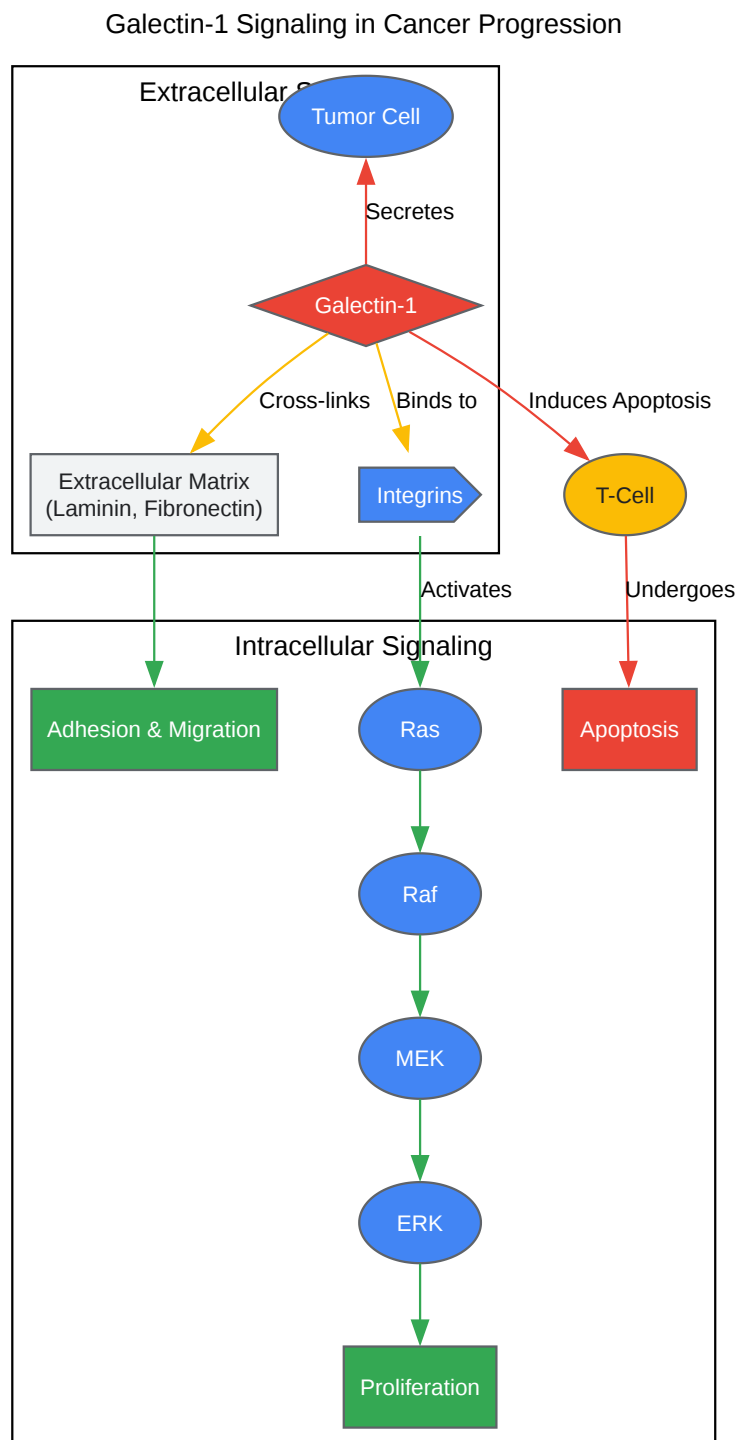 Galectin-1 Signaling in Cancer Progression
Extracellular
Tumor Cell
Secretes
Galectin-1
Cross-links
Binds to
Induces Apoptosis
Extracellular Matrix
(Laminin, Fibronectin)
Integrins
T-Cell
Activates
Undergoes
Intracellular Signaling
Adhesion & Migration
Ras
Apoptosis
Raf
MEK
ERK
Proliferation